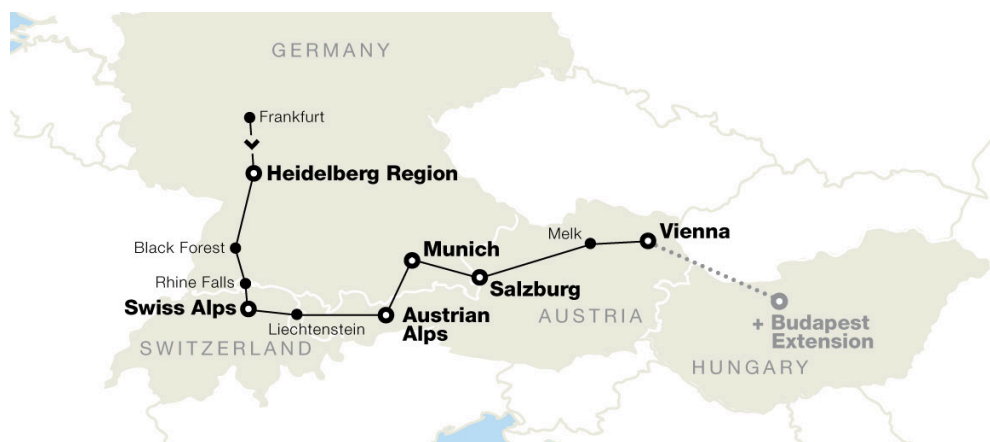 GERMANY
Frankfurt
Heidelberg Region
Black Forest
Rhine Falls
Swiss Alps
Liechtenstein
SWITZERLAND
Munich
Austrian
Alps
Salzburg
Melk
Vienna
AUSTRIA
+ Budapest
Extension
HUNGARY